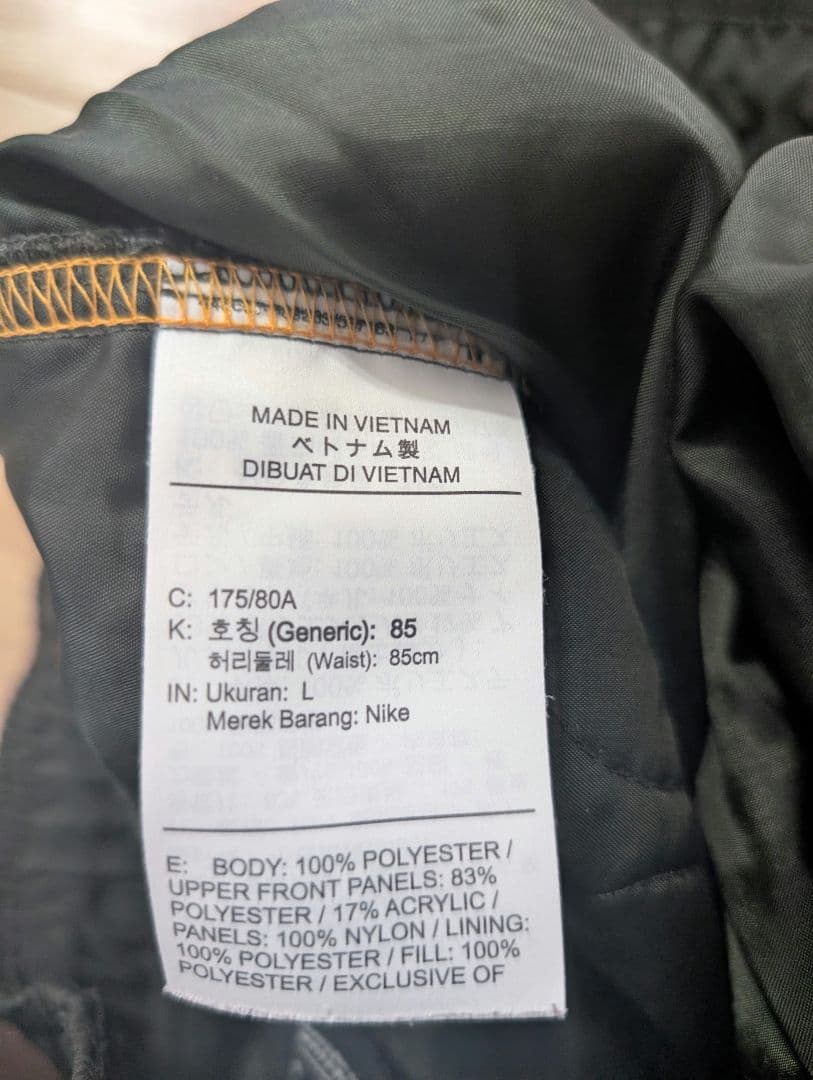 MADE IN VIETNAM
ベトナム製
DIBUAT DI VIETNAM
C: 175/80A
K: 호칭 (Generic): 85
허리둘레 (Waist): 85cm
IN: Ukuran: L
Merek Barang: Nike
E: BODY: 100% POLYESTER /
UPPER FRONT PANELS: 83%
POLYESTER / 17% ACRYLIC /
PANELS: 100% NYLON / LINING:
100% POLYESTER / FILL: 100%
POLYESTER / EXCLUSIVE OF